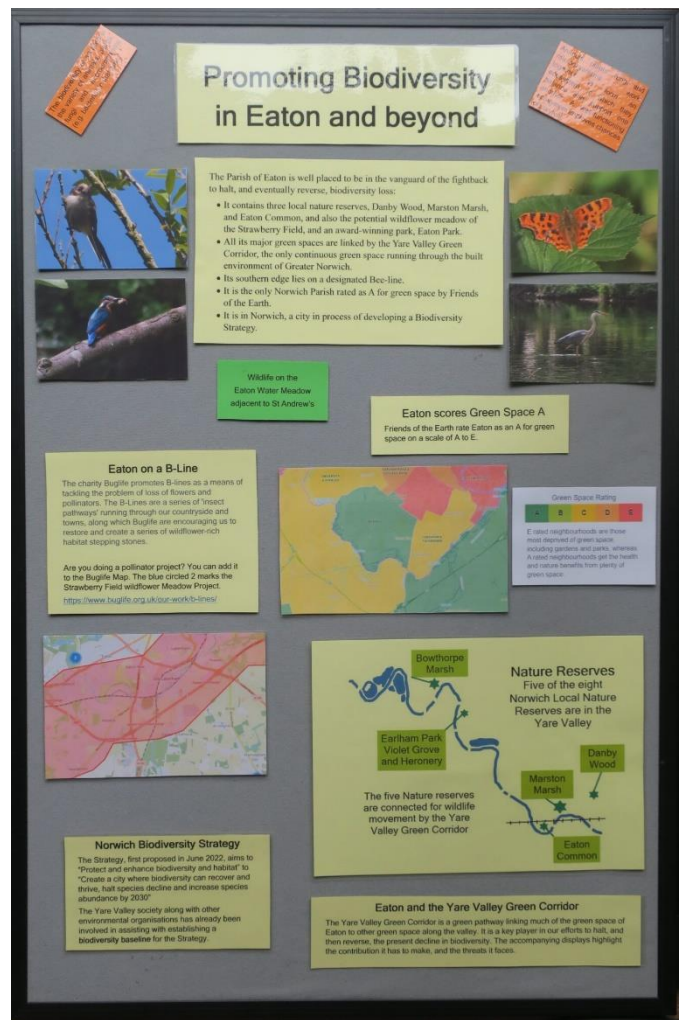 Promoting Biodiversity
in Eaton and beyond
The Parish of Eaton is well placed to be in the vanguard of the fightback
to halt, and eventually reverse, biodiversity loss:
• It contains three local nature reserves, Danby Wood, Marston Marsh,
and Eaton Common, and also the potential wildflower meadow of
the Strawberry Field, and an award-winning park, Eaton Park.
• All its major green spaces are linked by the Yare Valley Green
Corridor, the only continuous green space running through the built
environment of Greater Norwich.
• Its southern edge lies on a designated Bee-line.
• It is the only Norwich Parish rated as A for green space by Friends
of the Earth.
• It is in Norwich, a city in process of developing a Biodiversity
Strategy.
Wildlife on the
Eaton Water Meadow
adjacent to St Andrew's
Eaton scores Green Space A
Friends of the Earth rate Eaton as an A for green
space on a scale of A to E.
Eaton on a B-Line
The charity Buglife promotes B-lines as a means of
tackling the problem of loss of flowers and
pollinators. The B-Lines are a series of 'insect
pathways' running through our countryside and
towns, along which Buglife are encouraging us to
restore and create a series of wildflower-rich
habitat stepping stones.
Are you doing a pollinator project? You can add it
to the Buglife Map. The blue circled 2 marks the
Strawberry Field wildflower Meadow Project.
https://www.buglife.org.uk/our-work/b-lines/
Green Space Rating
A B C D E
E rated neighbourhoods are those
most deprived of green space
including gardens and parks, whereas
A rated neighbourhoods get the health
and nature benefits from plenty of
green space
Nature Reserves
Five of the eight
Norwich Local Nature
Reserves are in the
Yare Valley
Bowthorpe
Marsh
Earlham Park
Violet Grove
and Heronery
Danby
Wood
Marston
Marsh
Eaton
Common
The five Nature reserves
are connected for wildlife
movement by the Yare
Valley Green Corridor
Norwich Biodiversity Strategy
The Strategy, first proposed in June 2022, aims to
"Protect and enhance biodiversity and habitat" to
"Create a city where biodiversity can recover and
thrive, halt species decline and increase species
abundance by 2030"
The Yare Valley society along with other
environmental organisations has already been
involved in assisting with establishing a
biodiversity baseline for the Strategy.
Eaton and the Yare Valley Green Corridor
The Yare Valley Green Corridor is a green pathway linking much of the green space of
Eaton to other green space along the valley. It is a key player in our efforts to halt, and
then reverse, the present decline in biodiversity. The accompanying displays highlight
the contribution it has to make, and the threats it faces.